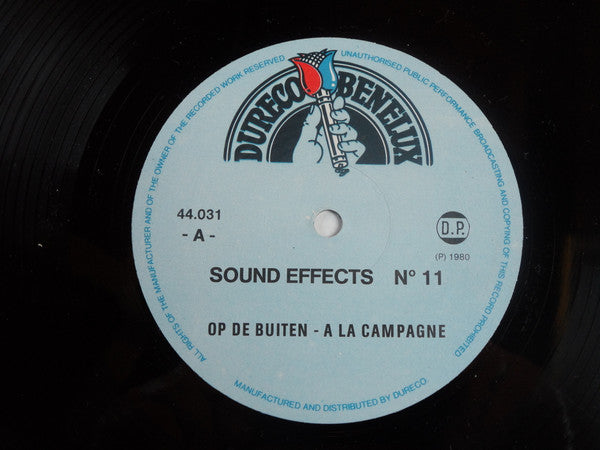 ALL RIGHTS OF THE MANUFACTURER AND OF THE OWNER OF THE RECORDED WORK RESERVED
UNAUTHORISED PUBLIC PERFORMANCE BROADCASTING AND COPYING OF THIS RECORD PROHIBITED
DURECO BENELUX
44.031
- A -
D.P.
(P) 1980
SOUND EFFECTS Nº 11
OP DE BUITEN - A LA CAMPAGNE
MANUFACTURED AND DISTRIBUTED BY DURECO